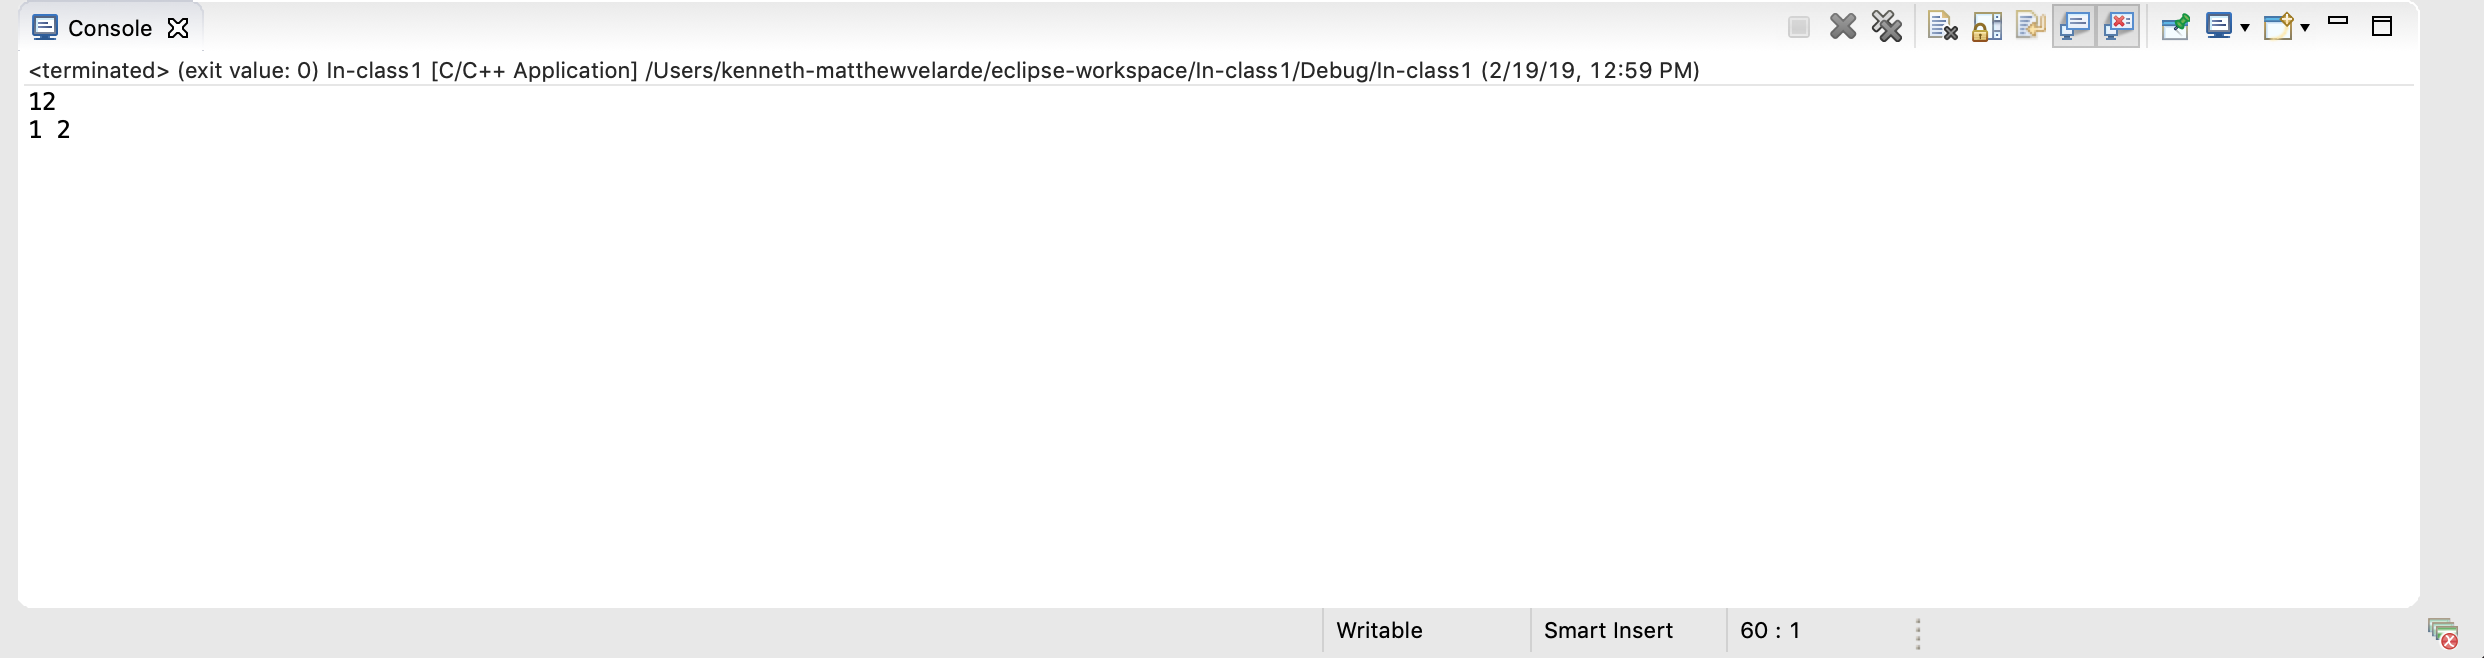 Console
<terminated> (exit value: 0) In-class1 [C/C++ Application] /Users/kenneth-matthewvelarde/eclipse-workspace/In-class1/Debug/In-class1 (2/19/19, 12:59 PM)
12
1 2
Writable Smart Insert 60 : 1